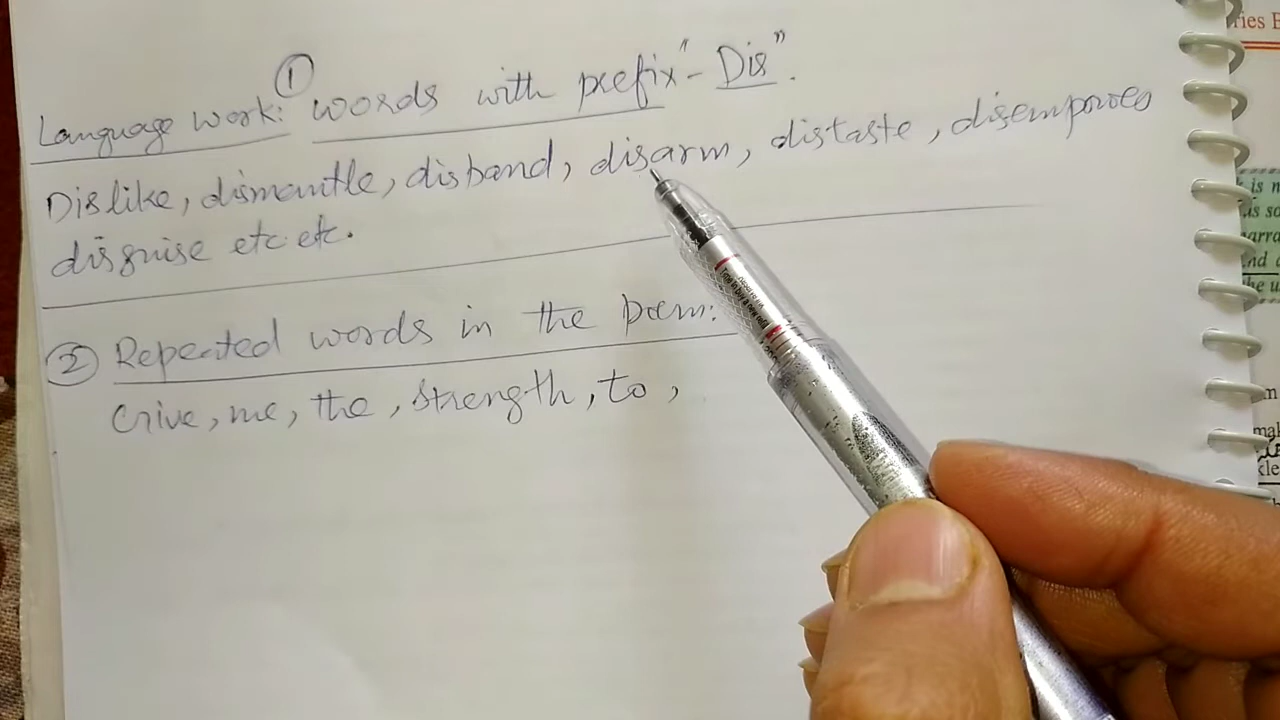 ①
Language work: words with prefix "- Dis".
Dislike, dismantle, disband, disarm, distaste, disempower
disguise etc etc.
② Repeated words in the poem:
Give, me, the, strength, to,